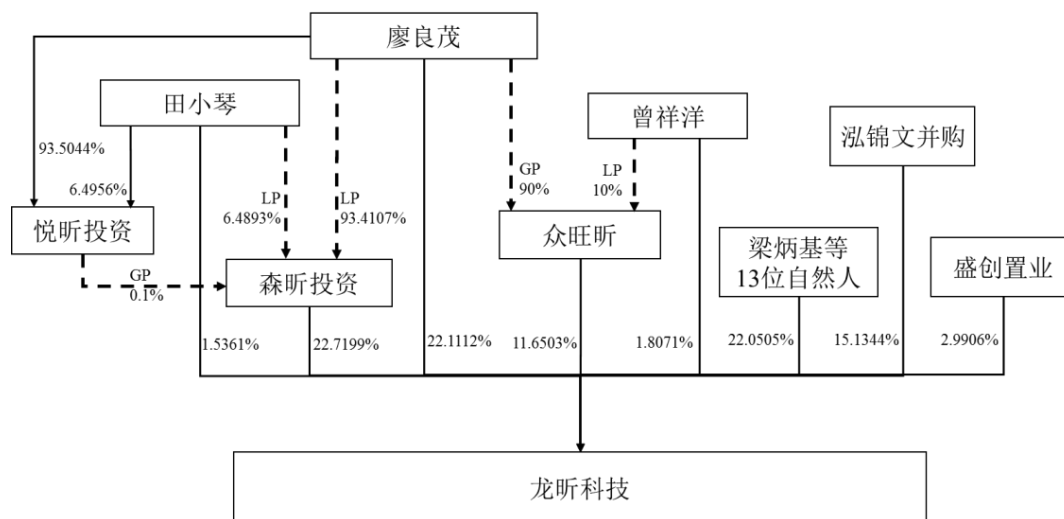 廖良茂
田小琴
曾祥洋
泓锦文并购
93.5044%
6.4956%
LP
6.4893%
LP
93.4107%
GP
90%
LP
10%
悦昕投资
众旺昕
梁炳基等
13位自然人
盛创置业
GP
0.1%
森昕投资
1.5361%
22.7199%
22.1112%
11.6503%
1.8071%
22.0505%
15.1344%
2.9906%
龙昕科技